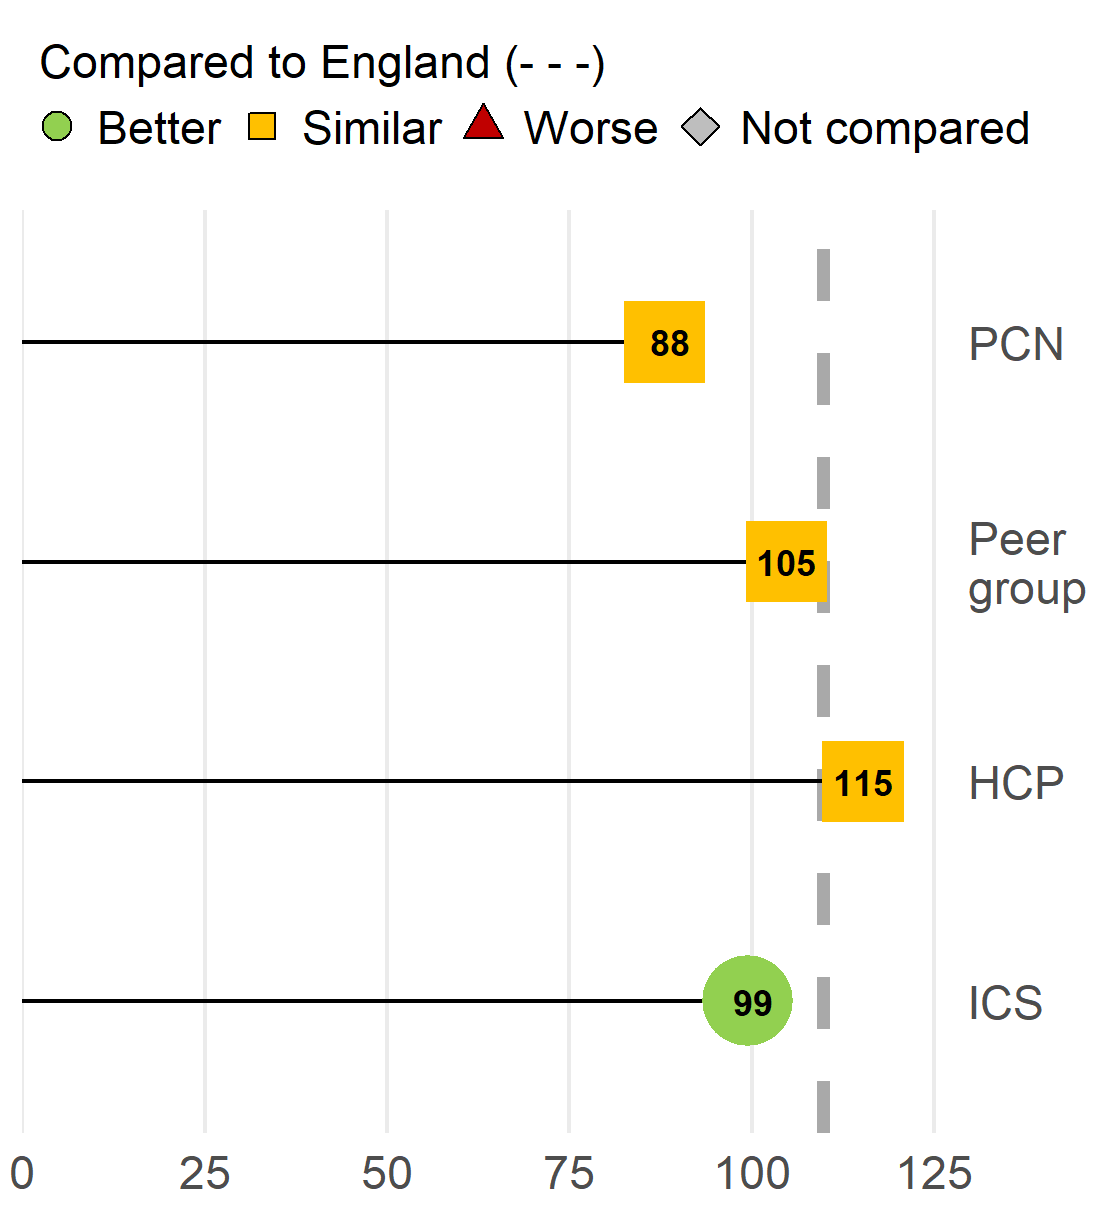 Compared to England (- - -)
Better Similar Worse Not compared
88 PCN
105 Peer
group
115 HCP
99 ICS
0 25 50 75 100 125